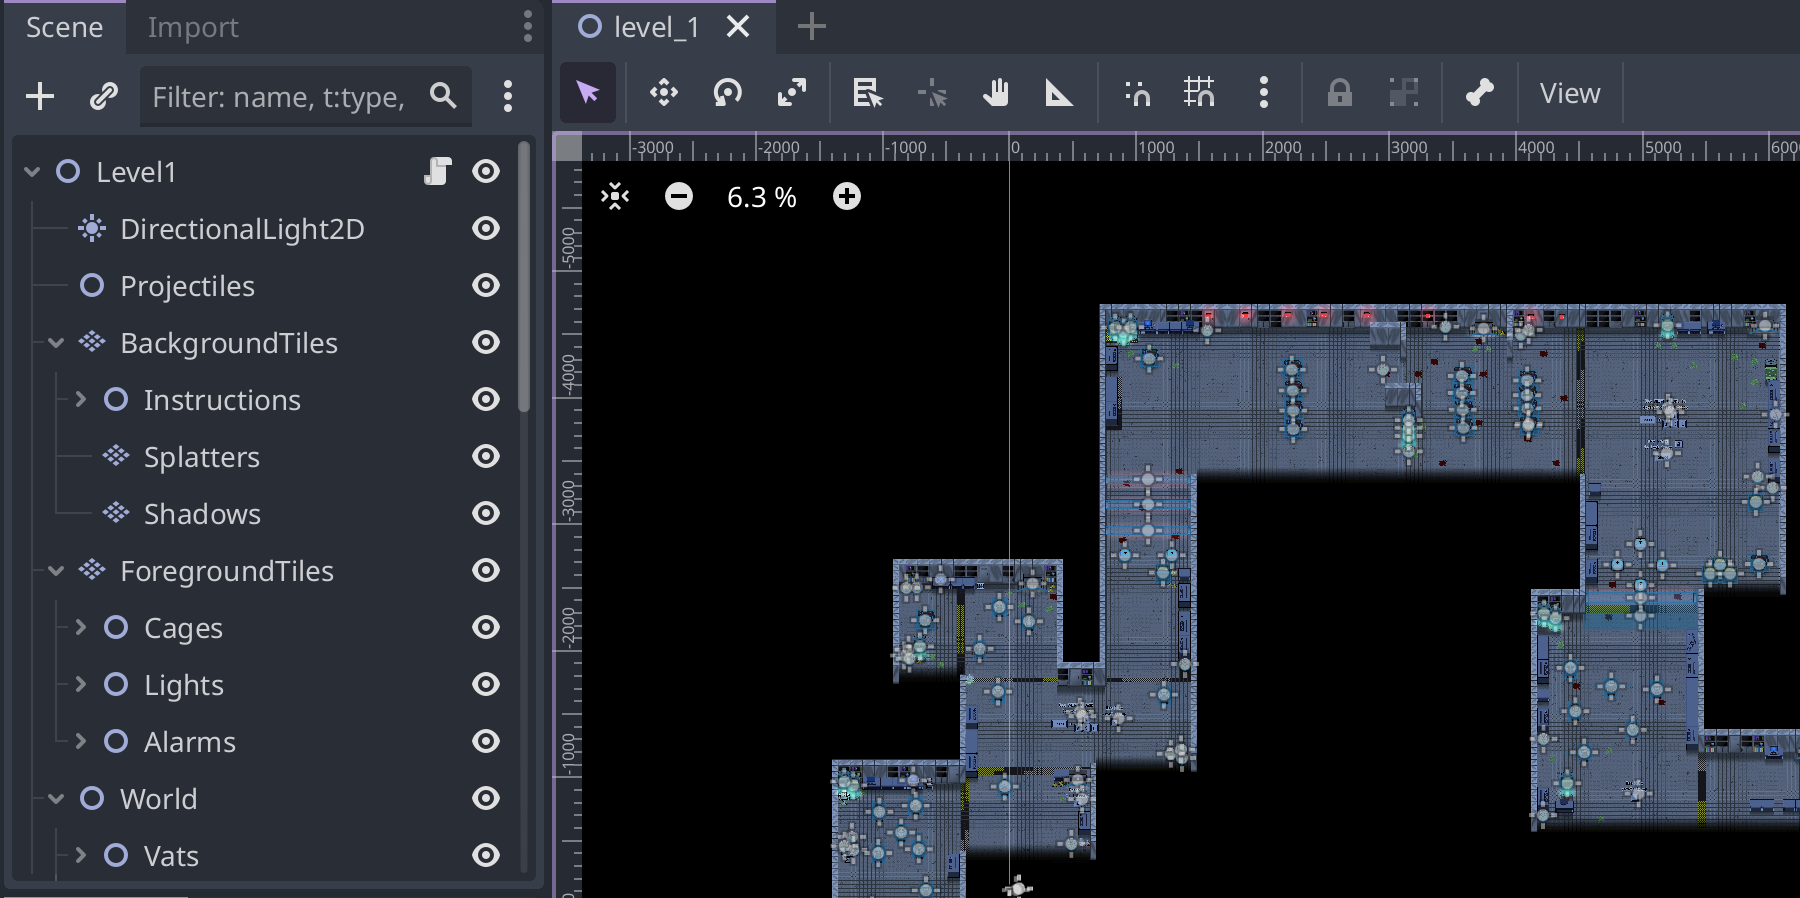 Scene
Import
level_1
Filter: name, t:type,
View
Level1
DirectionalLight2D
Projectiles
BackgroundTiles
Instructions
Splatters
Shadows
ForegroundTiles
Cages
Lights
Alarms
World
Vats
-3000
-2000
-1000
0
1000
2000
3000
4000
5000
6000
6.3 %
-5000
-4000
-3000
-2000
-1000
0